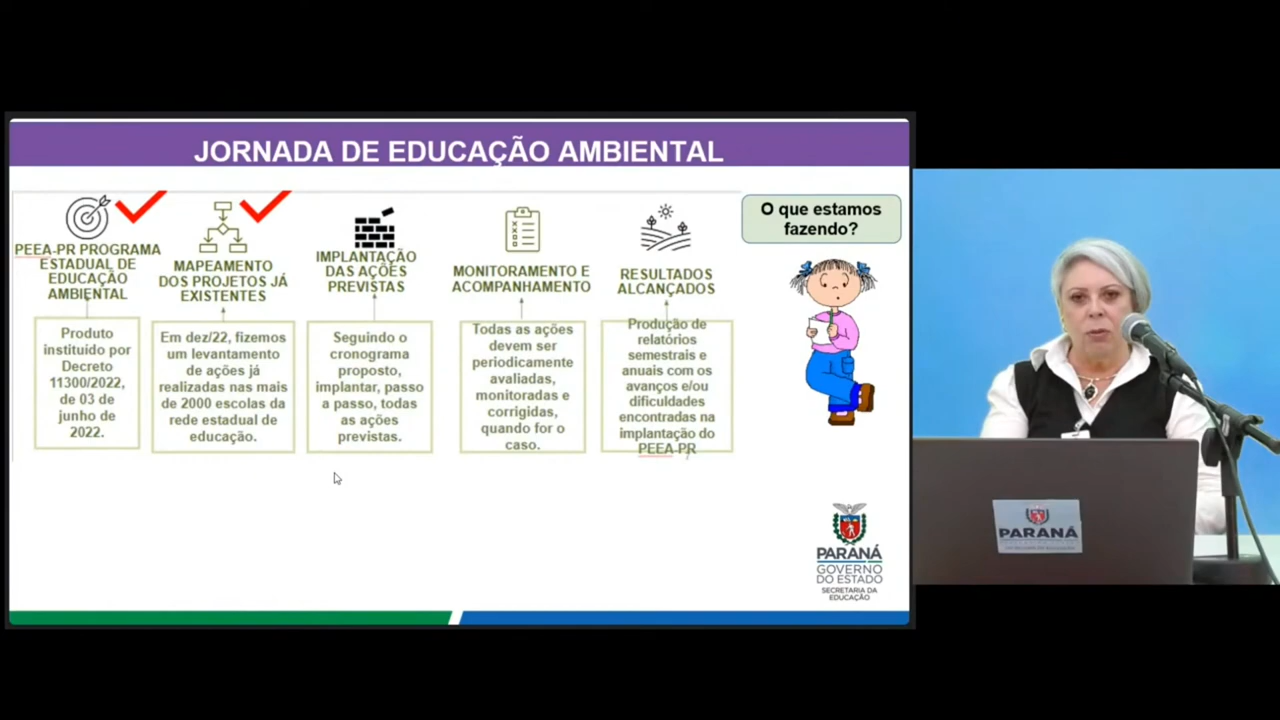 JORNADA DE EDUCAÇÃO AMBIENTAL
PEEA-PR PROGRAMA
ESTADUAL DE
EDUCAÇÃO
AMBIENTAL
Produto
instituído por
Decreto
11300/2022,
de 03 de
junho de
2022.
MAPEAMENTO
DOS PROJETOS JÁ
EXISTENTES
Em dez/22, fizemos
um levantamento
de ações já
realizadas nas mais
de 2000 escolas da
rede estadual de
educação.
IMPLANTAÇÃO
DAS AÇÕES
PREVISTAS
Seguindo o
cronograma
proposto,
implantar, passo
a passo, todas
as ações
previstas.
MONITORAMENTO E
ACOMPANHAMENTO
Todas as ações
devem ser
periodicamente
avaliadas,
monitoradas e
corrigidas,
quando for o
caso.
RESULTADOS
ALCANÇADOS
Produção de
relatórios
semestrais e
anuais com os
avanços e/ou
dificuldades
encontradas na
implantação do
PEEA-PR
O que estamos
fazendo?
PARANÁ
GOVERNO
DO ESTADO
SECRETARIA DA
EDUCAÇÃO
PARANÁ